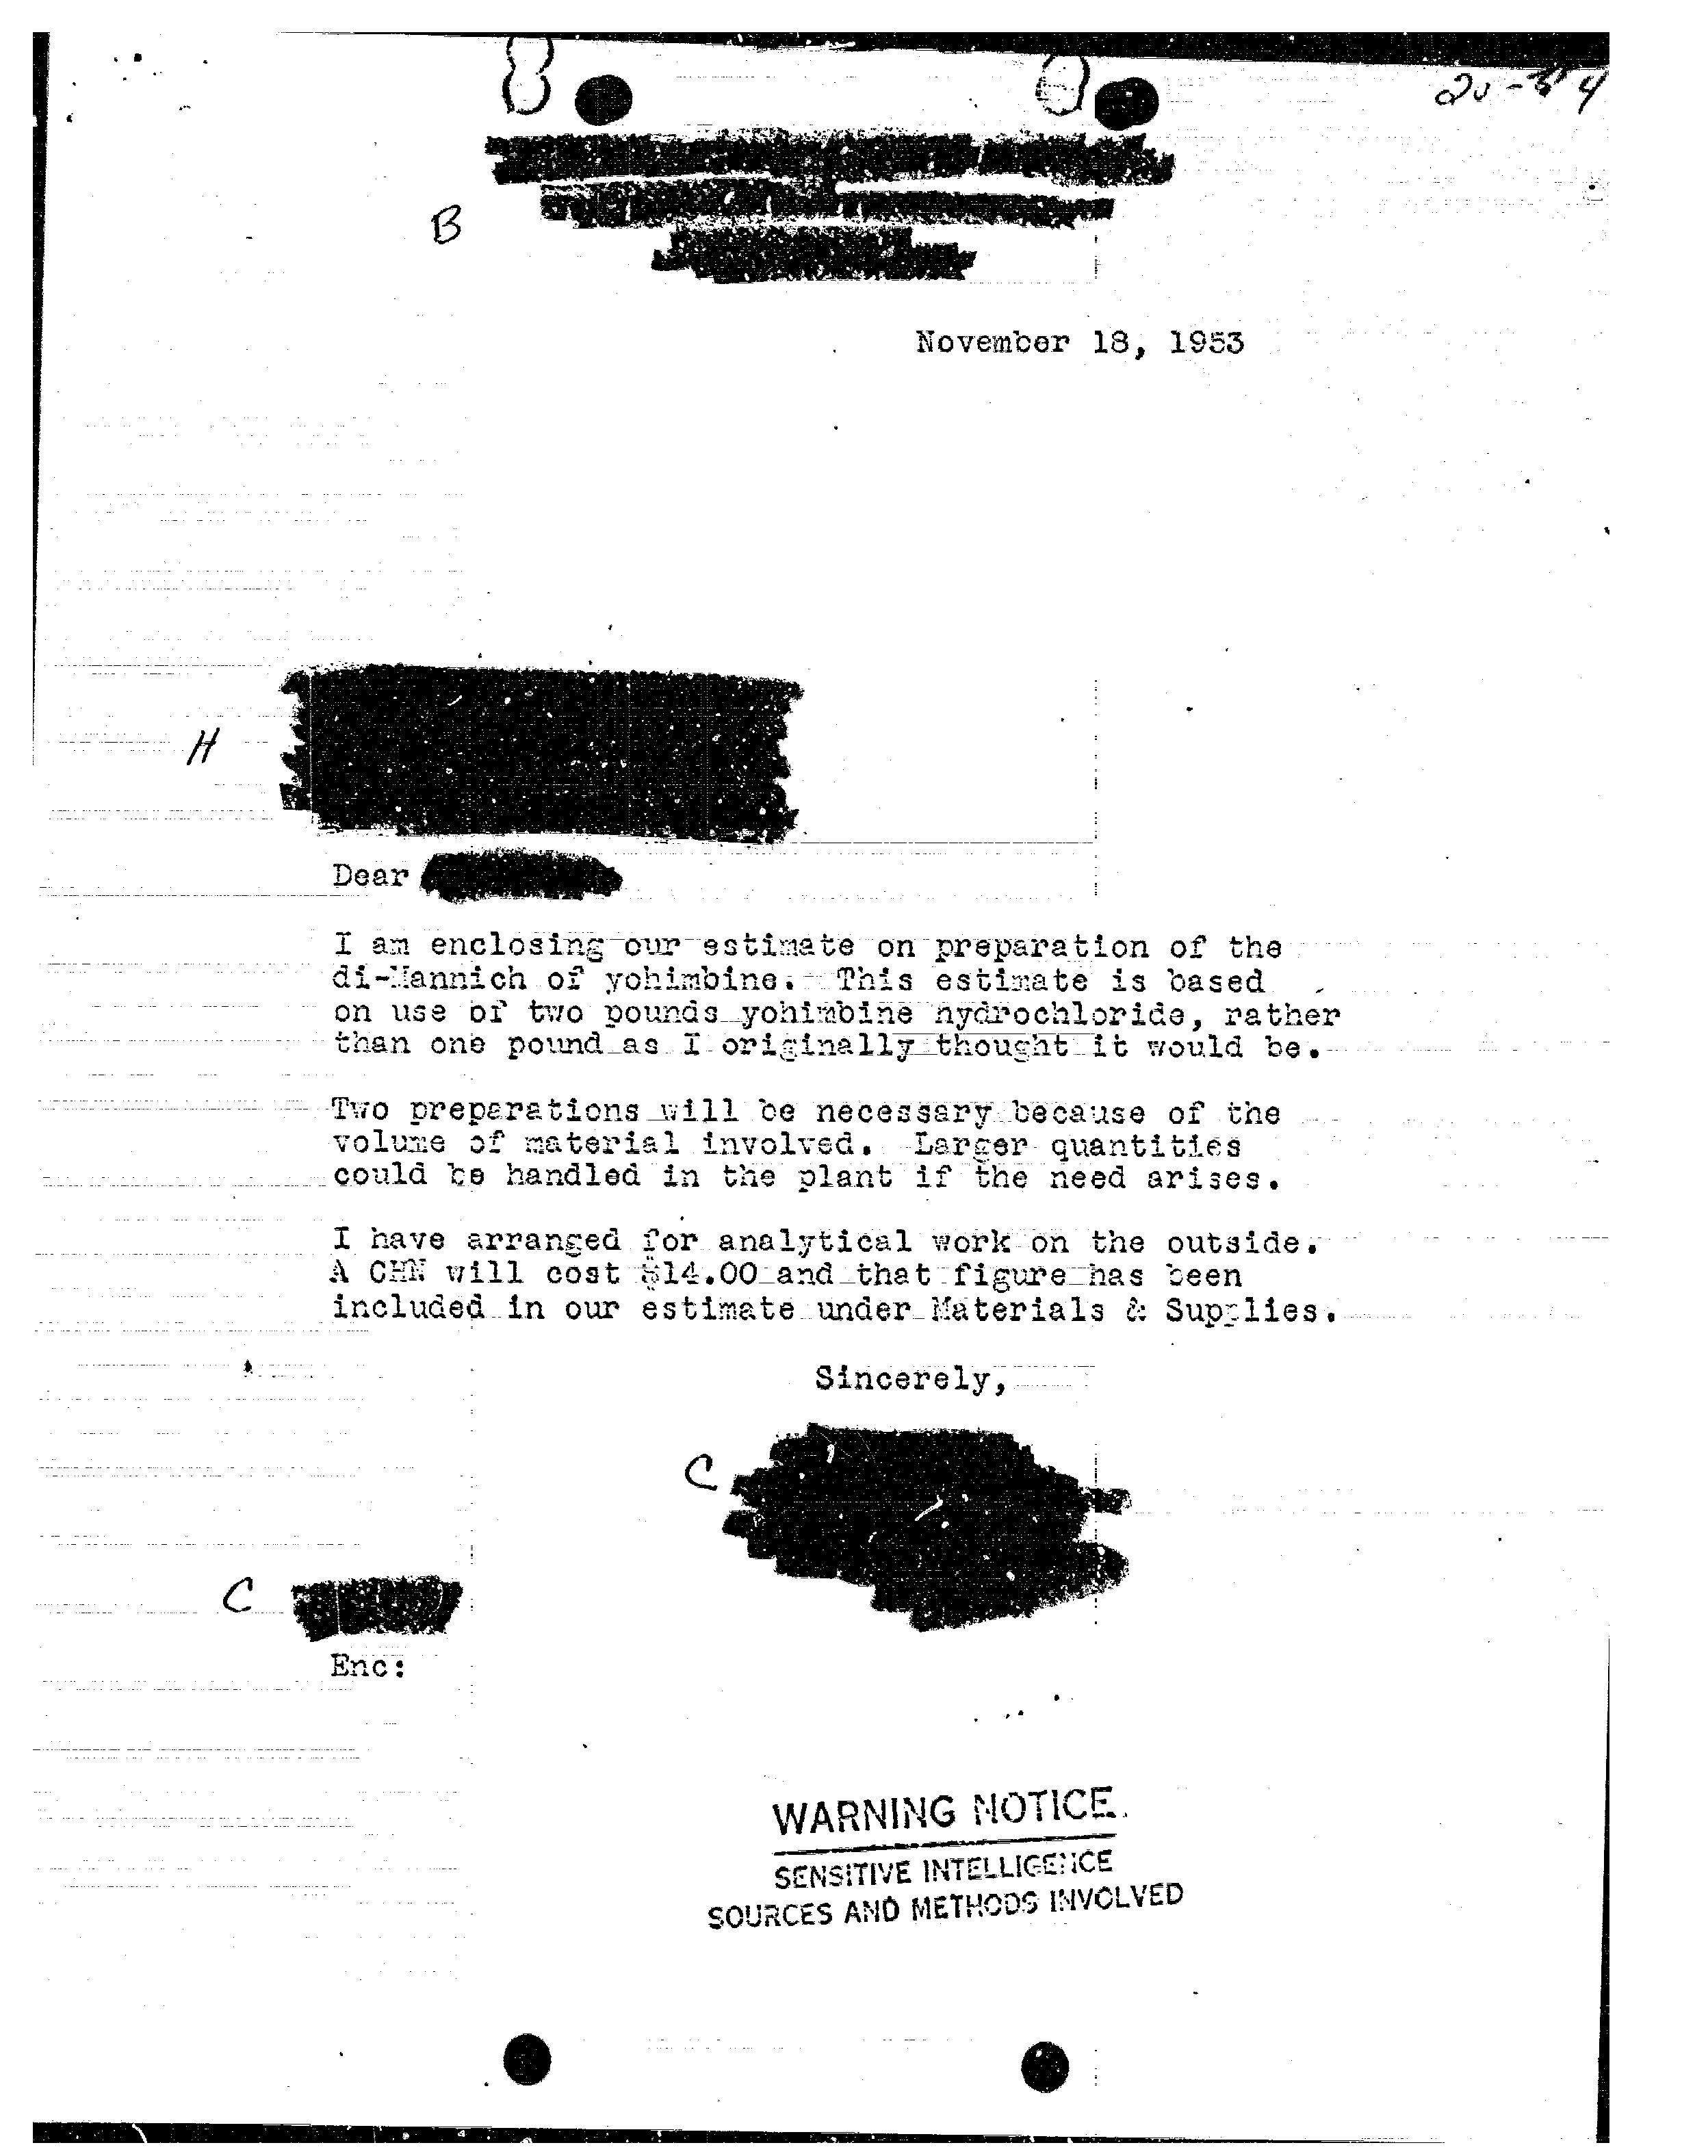 B
November 18, 1953
H
Dear
I am enclosing our estimate on preparation of the
di-Mannich of yohimbine. This estimate is based
on use of two pounds yohimbine hydrochloride, rather
than one pound as I originally thought it would be.
Two preparations will be necessary because of the
volume of material involved. Larger quantities
could be handled in the plant if the need arises.
I have arranged for analytical work on the outside.
A CHN will cost $14.00 and that figure has been
included in our estimate under Materials & Supplies.
Sincerely,
C
C
Enc:
WARNING NOTICE
SENSITIVE INTELLIGENCE
SOURCES AND METHODS INVOLVED